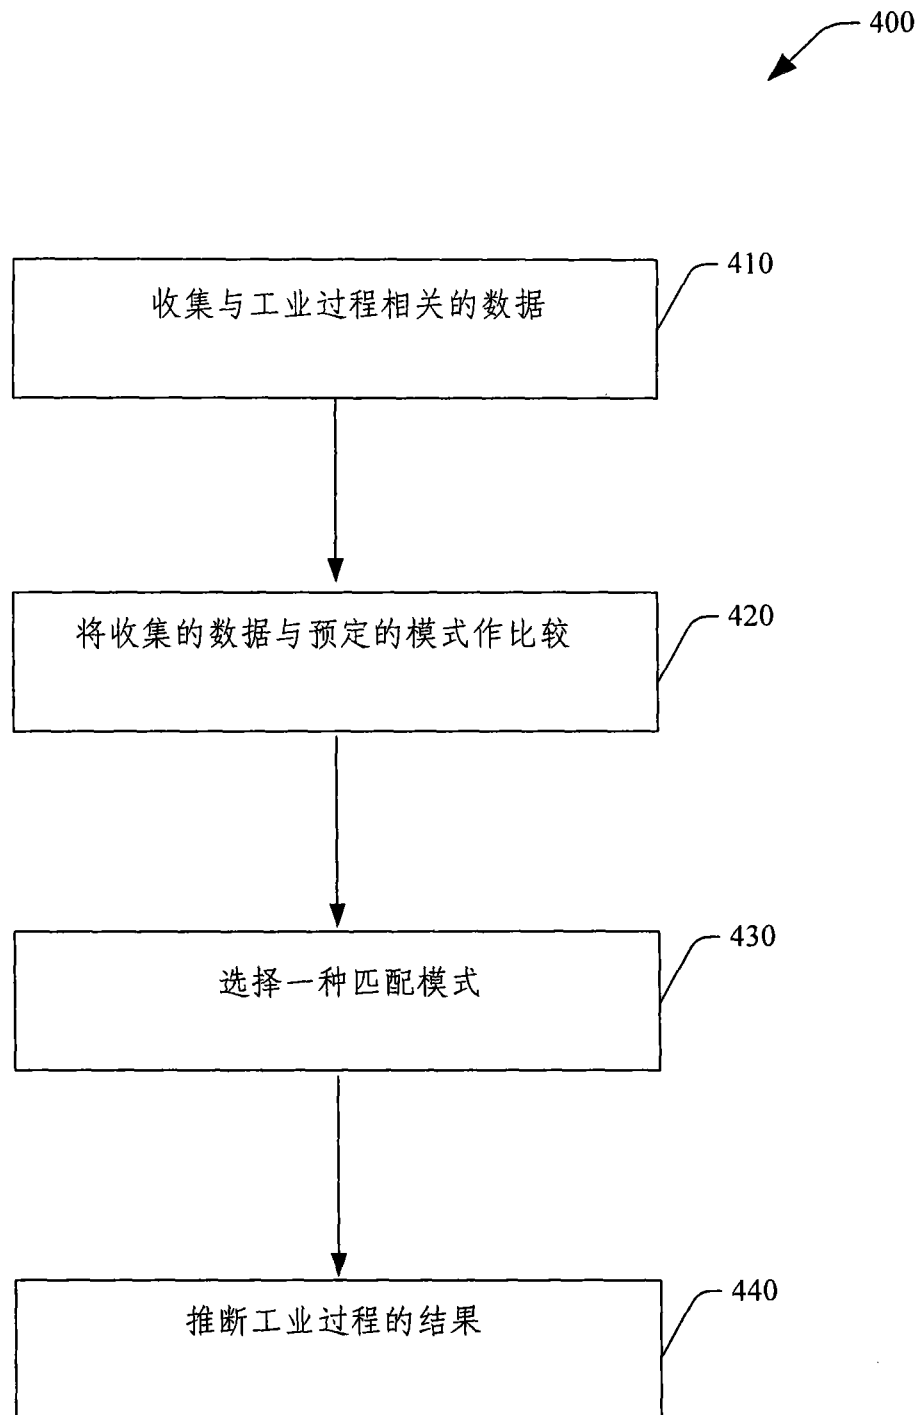 400
410
收集与工业过程相关的数据
420
将收集的数据与预定的模式作比较
430
选择一种匹配模式
440
推断工业过程的结果